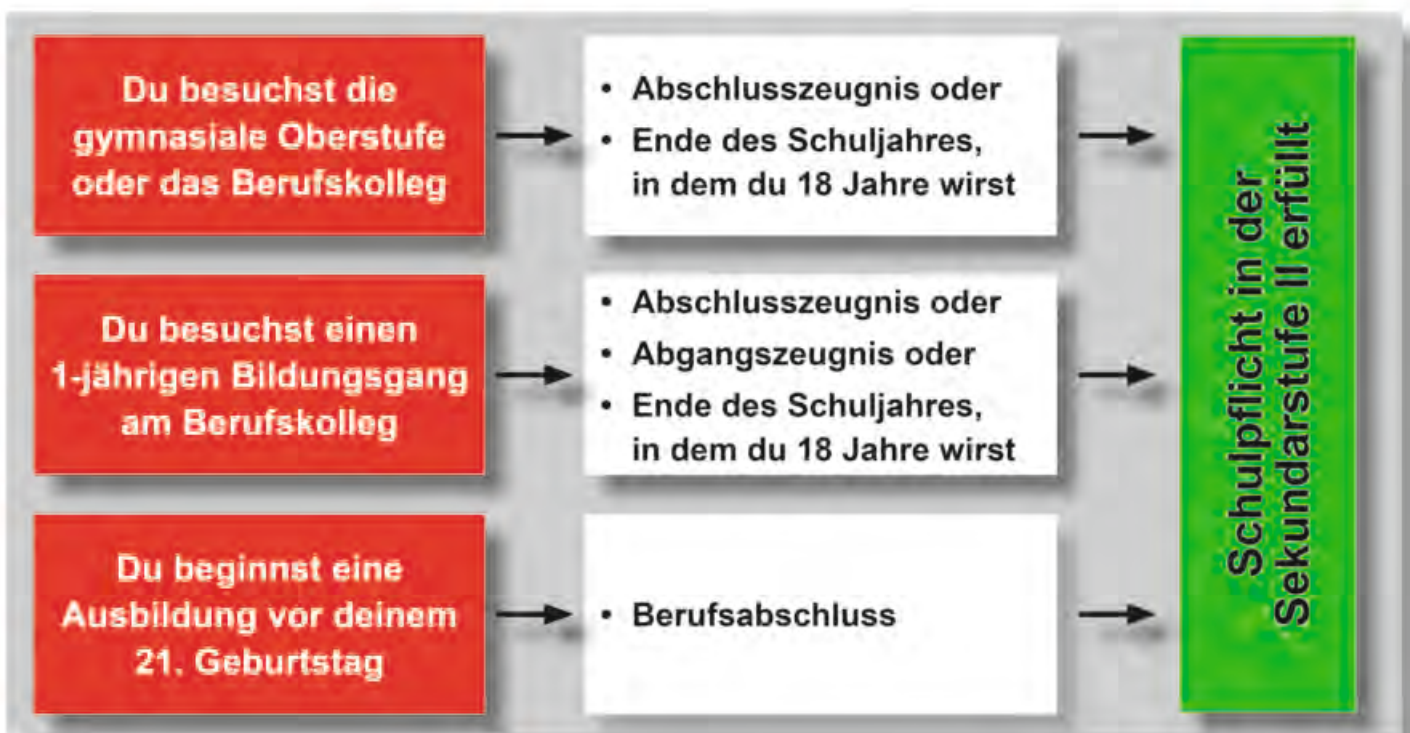 Du besuchst die
gymnasiale Oberstufe
oder das Berufskolleg
• Abschlusszeugnis oder
• Ende des Schuljahres,
in dem du 18 Jahre wirst
Du besuchst einen
1-jährigen Bildungsgang
am Berufskolleg
• Abschlusszeugnis oder
• Abgangszeugnis oder
• Ende des Schuljahres,
in dem du 18 Jahre wirst
Du beginnst eine
Ausbildung vor deinem
21. Geburtstag
• Berufsabschluss
Schulpflicht in der
Sekundarstufe II erfüllt